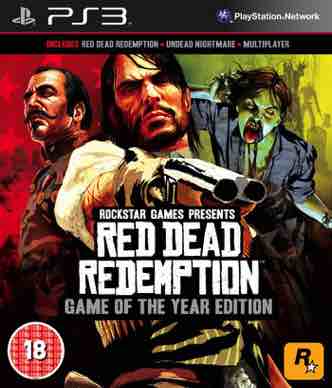 PS3
PlayStation®Network
INCLUDES RED DEAD REDEMPTION • UNDEAD NIGHTMARE • MULTIPLAYER
ROCKSTAR GAMES PRESENTS
RED DEAD
REDEMPTION
GAME OF THE YEAR EDITION
18
R★